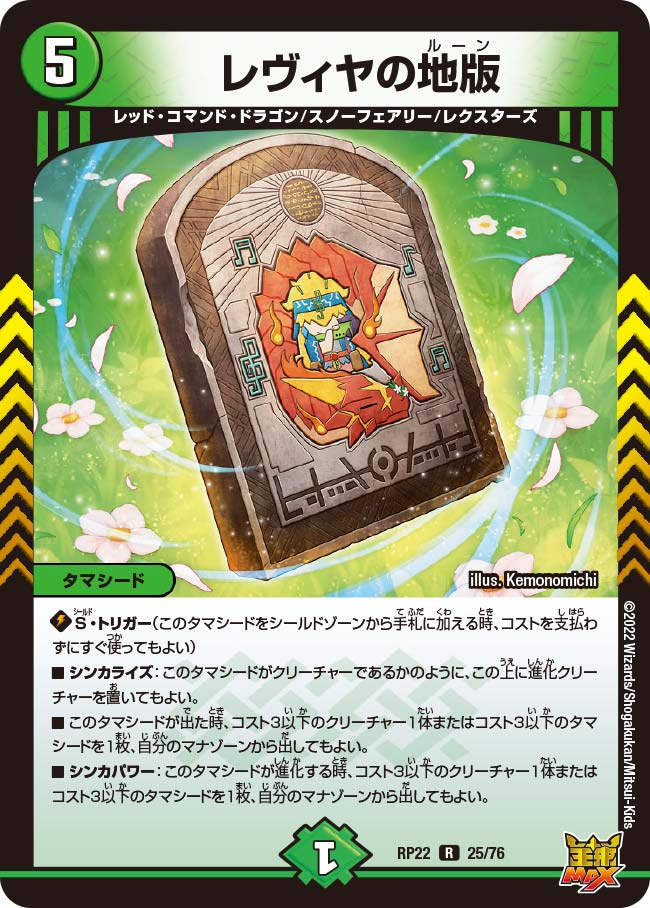 5
レヴィヤの地版
ルーン
レッド・コマンド・ドラゴン/スノーフェアリー/レクスターズ
タマシード
illus. Kemonomichi
S・トリガー(このタマシードをシールドゾーンから手札に加える時、コストを支払わ
ずにすぐ使ってもよい)
■ シンカライズ:このタマシードがクリーチャーであるかのように、この上に進化クリー
チャーを置いてもよい。
■ このタマシードが出た時、コスト3以下のクリーチャー1体またはコスト3以下のタマ
シードを1枚、自分のマナゾーンから出してもよい。
■ シンカパワー:このタマシードが進化する時、コスト3以下のクリーチャー1体または
コスト3以下のタマシードを1枚、自分のマナゾーンから出してもよい。
©2022 Wizards/Shogakukan/Mitsui-Kids
1
RP22 R 25/76
王来MAX